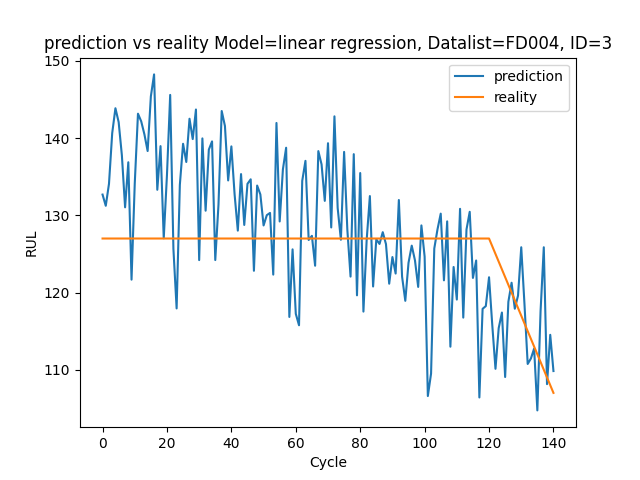 prediction vs reality Model=linear regression, Datalist=FD004, ID=3
prediction
reality
RUL
150
140
130
120
110
0 20 40 60 80 100 120 140
Cycle